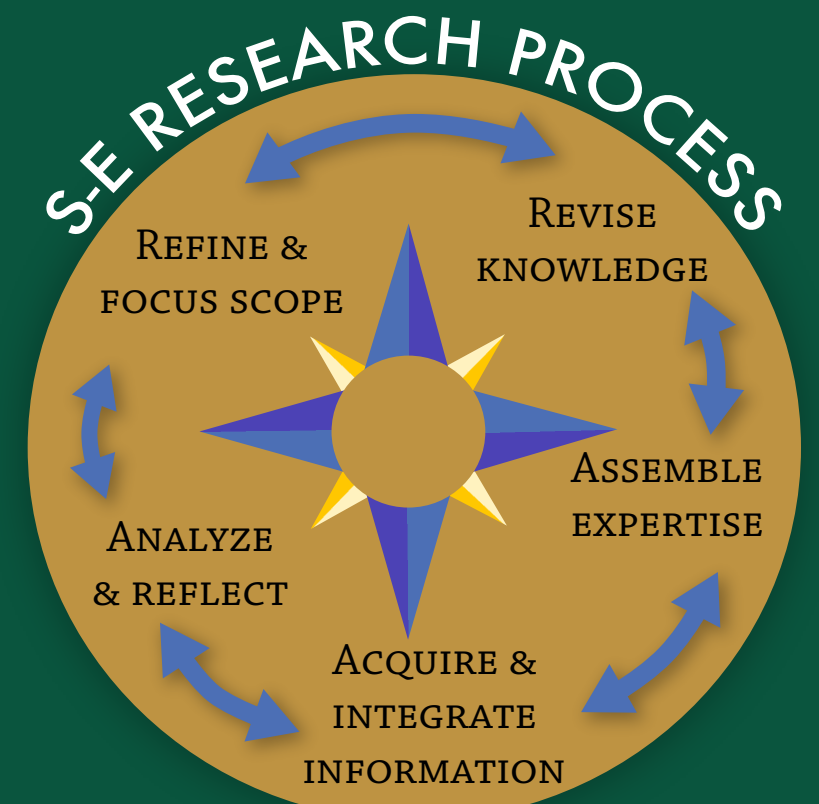 S-E RESEARCH PROCESS
REVISE
KNOWLEDGE
REFINE &
FOCUS SCOPE
ASSEMBLE
EXPERTISE
ANALYZE
& REFLECT
ACQUIRE &
INTEGRATE
INFORMATION